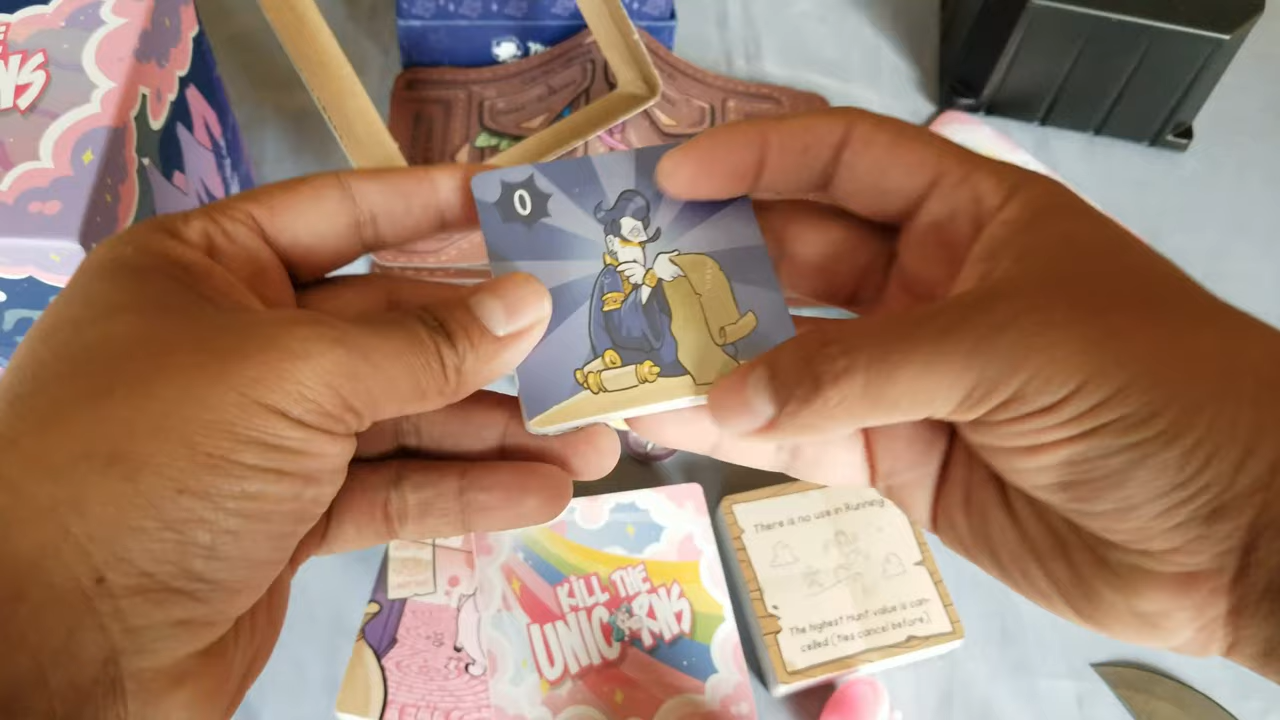 NS
0
KILL THE
UNICORNS
There is no use in Running!
The highest Hunt value is can-
celled (ties cancel before).